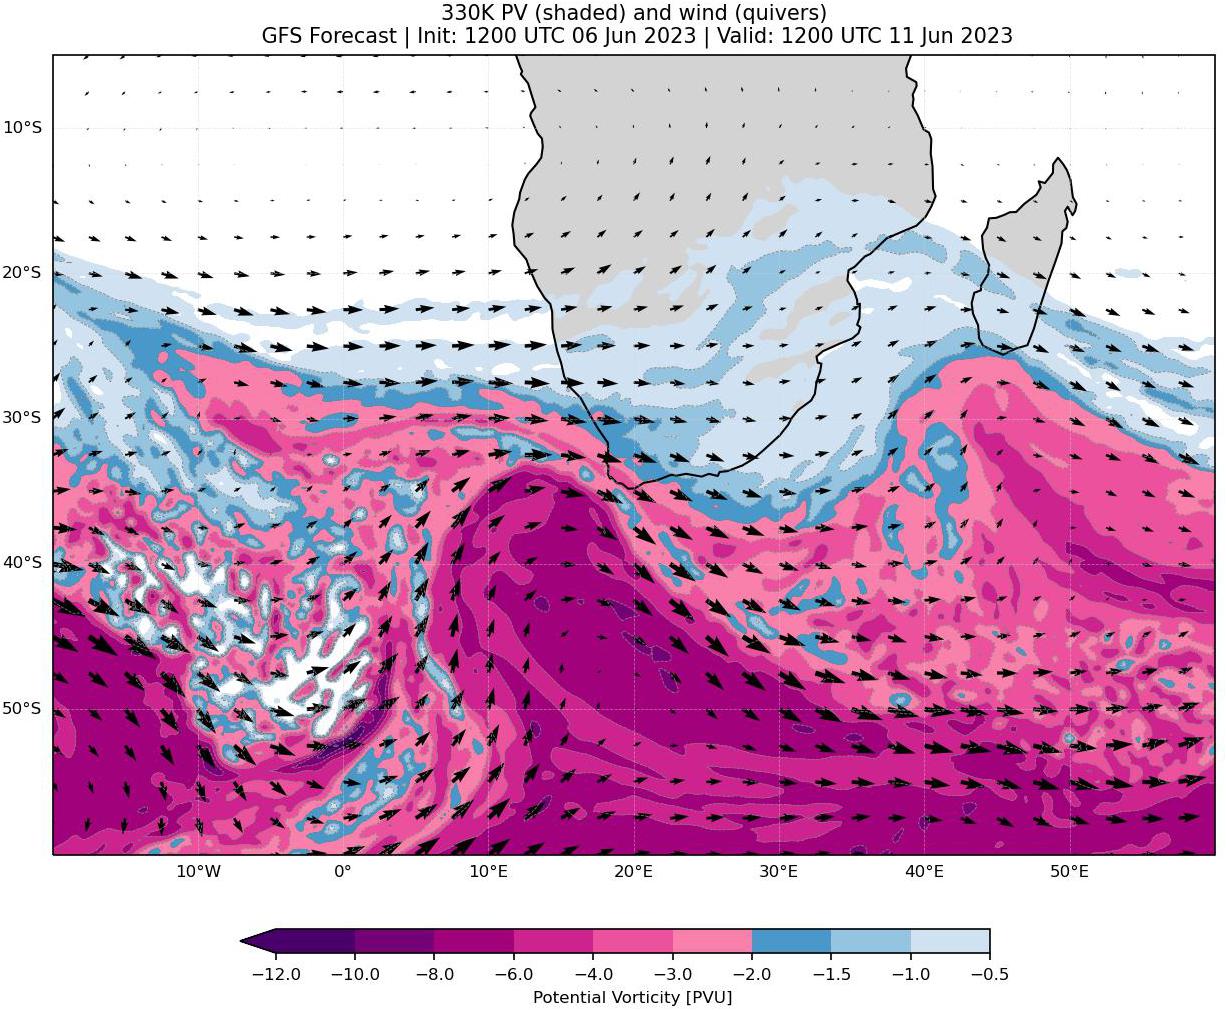 330K PV (shaded) and wind (quivers)
GFS Forecast | Init: 1200 UTC 06 Jun 2023 | Valid: 1200 UTC 11 Jun 2023
10°S
20°S
30°S
40°S
50°S
10°W 0° 10°E 20°E 30°E 40°E 50°E
−12.0 −10.0 −8.0 −6.0 −4.0 −3.0 −2.0 −1.5 −1.0 −0.5
Potential Vorticity [PVU]